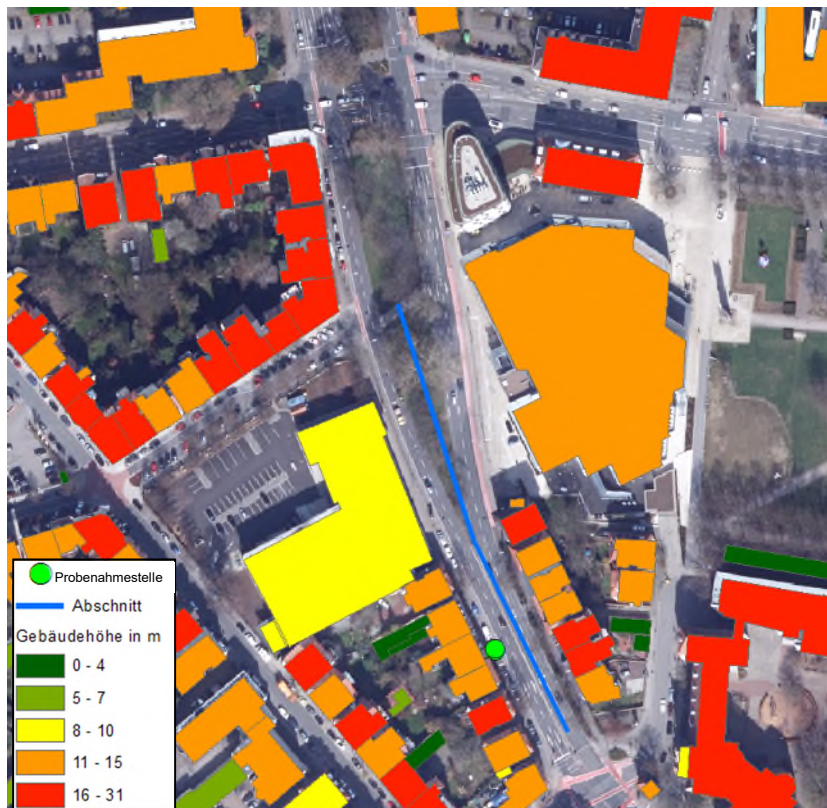 Probenahmestelle
Abschnitt
Gebäudehöhe in m
0 - 4
5 - 7
8 - 10
11 - 15
16 - 31